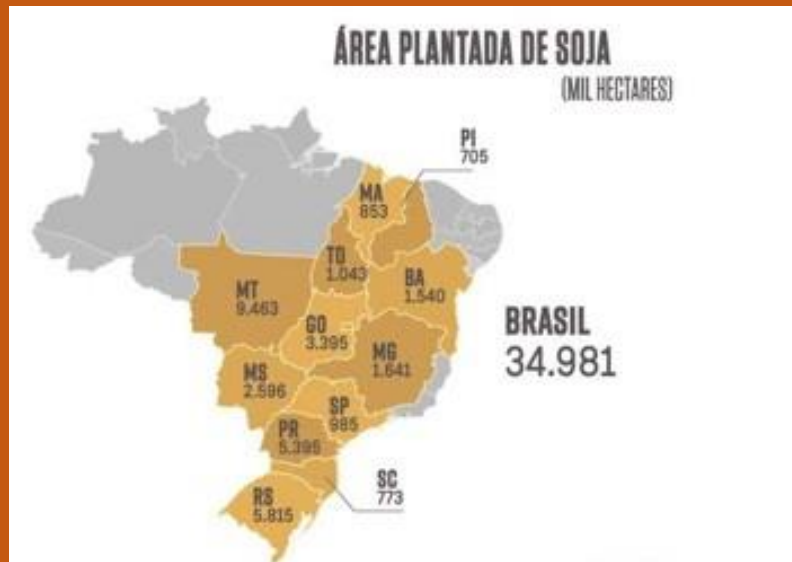 ÁREA PLANTADA DE SOJA
(MIL HECTARES)
PI
705
MA
853
TO
1.043
BA
1.540
MT
9.463
GO
3.395
MG
1.641
BRASIL
34.981
MS
2.596
SP
985
PR
5.395
SC
773
RS
5.815